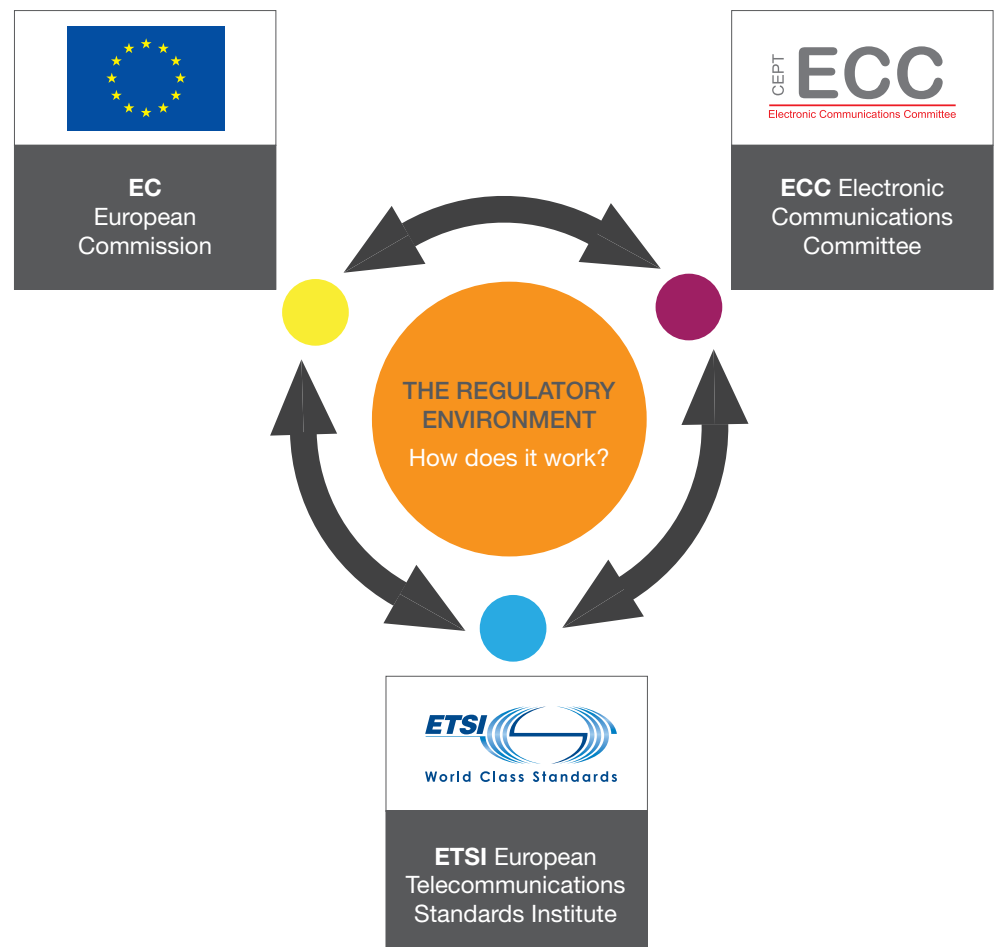 CEPT
ECC
Electronic Communications Committee
EC
European
Commission
ECC Electronic
Communications
Committee
THE REGULATORY
ENVIRONMENT
How does it work?
ETSI
World Class Standards
ETSI European
Telecommunications
Standards Institute